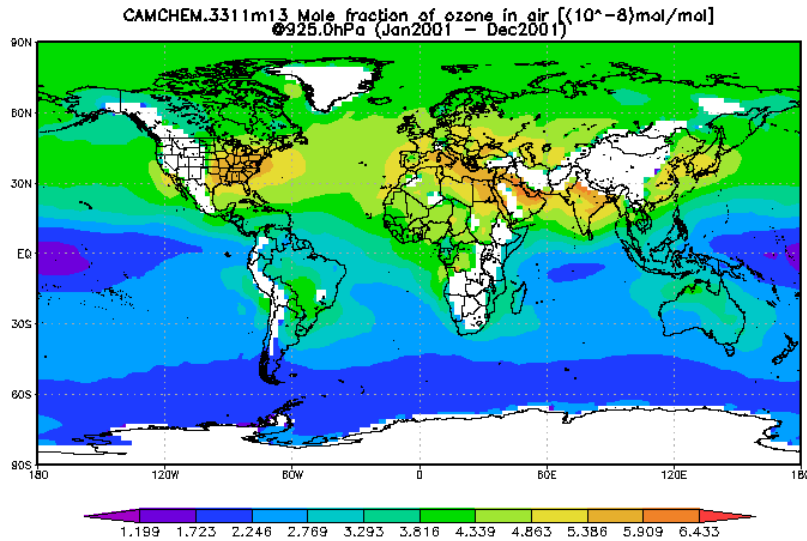 CAMCHEM.3311m13 Mole fraction of ozone in air [(10^-8)mol/mol]
@925.0hPa (Jan2001 - Dec2001)
90N
60N
30N
EQ
30S
60S
90S
180 120W 60W 0 60E 120E 180
1.199 1.723 2.246 2.769 3.293 3.816 4.339 4.863 5.386 5.909 6.433